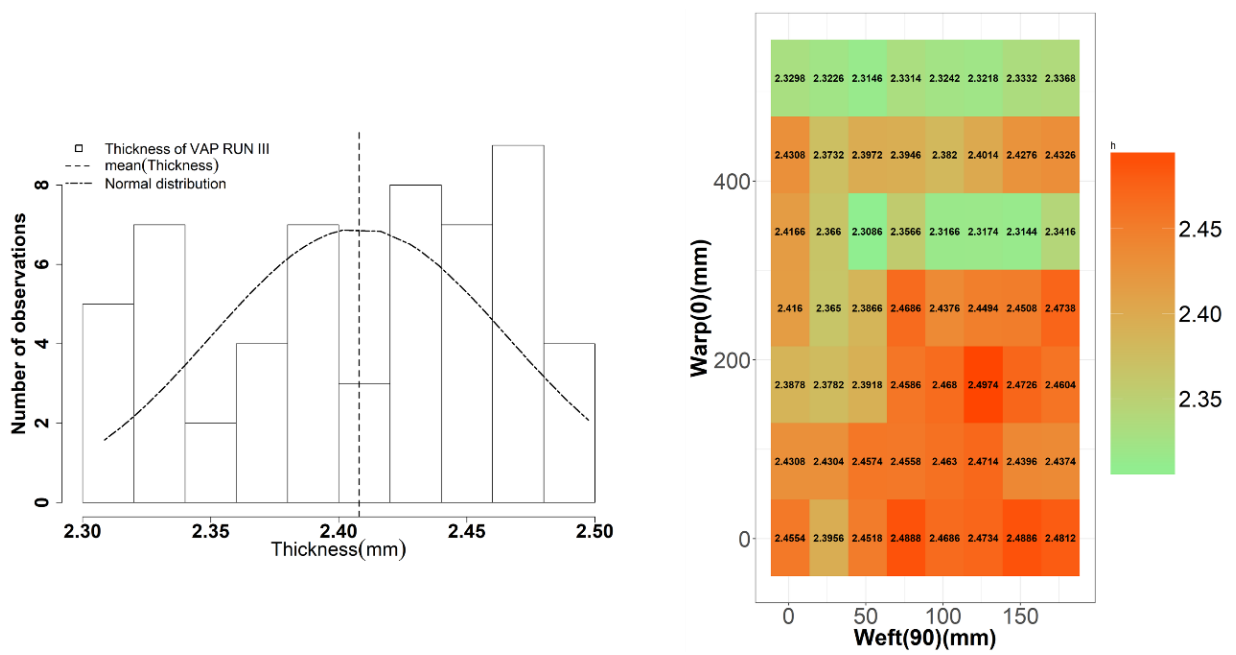 Thickness of VAP RUN III
mean(Thickness)
Normal distribution
Number of observations
8
6
4
2
0
2.30 2.35 2.40 2.45 2.50
Thickness(mm)
Warp(0)(mm)
400
200
0
2.3298 2.3226 2.3146 2.3314 2.3242 2.3218 2.3332 2.3368
2.4308 2.3732 2.3972 2.3946 2.382 2.4014 2.4276 2.4326
2.4166 2.366 2.3086 2.3566 2.3166 2.3174 2.3144 2.3416
2.416 2.365 2.3866 2.4686 2.4376 2.4494 2.4508 2.4738
2.3878 2.3782 2.3918 2.4586 2.468 2.4974 2.4726 2.4604
2.4308 2.4304 2.4574 2.4558 2.463 2.4714 2.4396 2.4374
2.4554 2.3956 2.4518 2.4888 2.4686 2.4734 2.4886 2.4812
0 50 100 150
Weft(90)(mm)
h
2.45
2.40
2.35